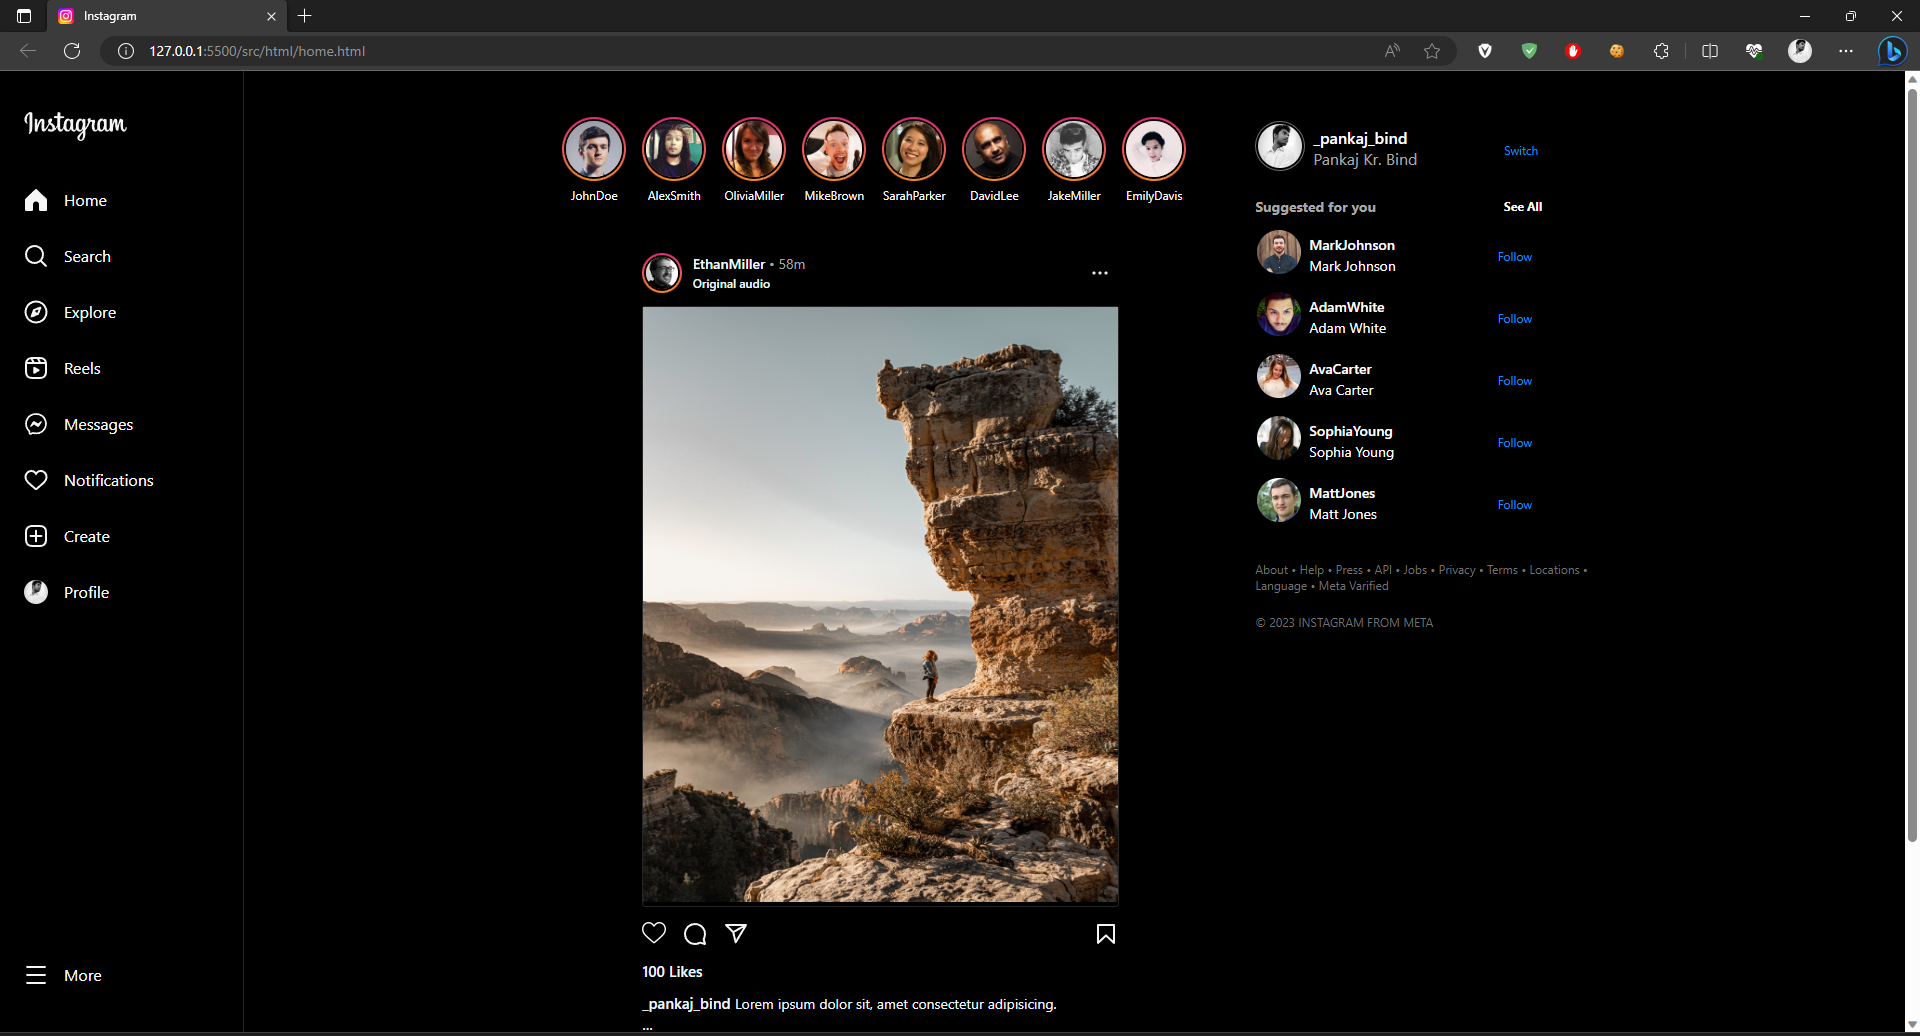 Instagram
127.0.0.1:5500/src/html/home.html
Instagram
Home
Search
Explore
Reels
Messages
Notifications
Create
Profile
More
JohnDoe AlexSmith OliviaMiller MikeBrown SarahParker DavidLee JakeMiller EmilyDavis
EthanMiller • 58m
Original audio
100 Likes
_pankaj_bind Lorem ipsum dolor sit, amet consectetur adipisicing.
...
_pankaj_bind
Pankaj Kr. Bind
Switch
Suggested for you See All
MarkJohnson
Mark Johnson
Follow
AdamWhite
Adam White
Follow
AvaCarter
Ava Carter
Follow
SophiaYoung
Sophia Young
Follow
MattJones
Matt Jones
Follow
About • Help • Press • API • Jobs • Privacy • Terms • Locations •
Language • Meta Varified
© 2023 INSTAGRAM FROM META